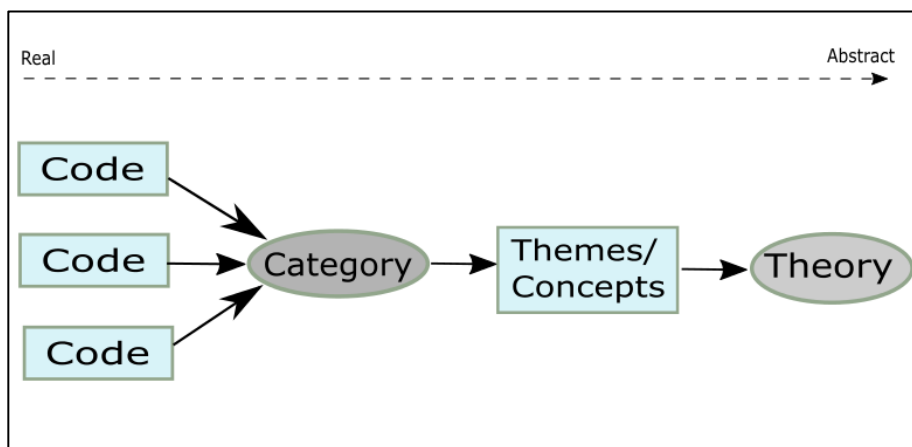 Real
Abstract
Code
Code
Code
Category
Themes/
Concepts
Theory